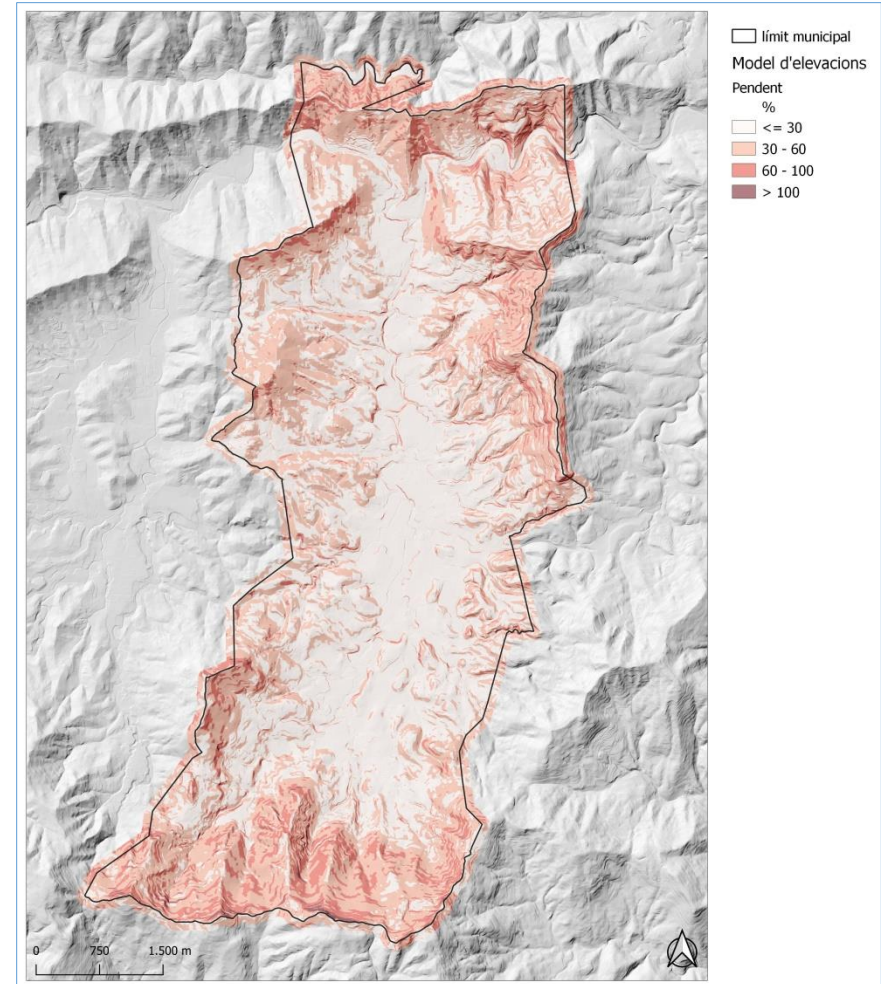 límit municipal
Model d'elevacions
Pendent
%
<= 30
30 - 60
60 - 100
> 100
0 750 1.500 m